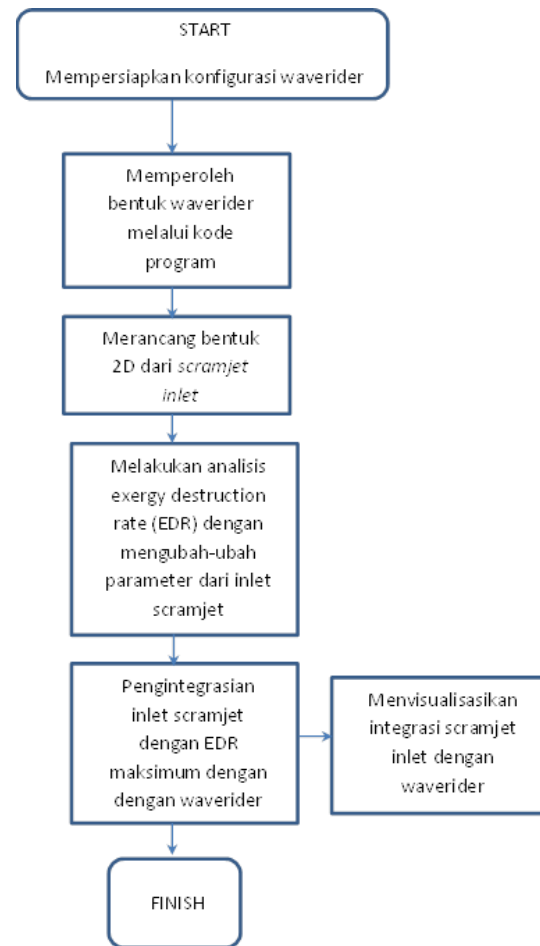 START
Mempersiapkan konfigurasi waverider
Memperoleh
bentuk waverider
melalui kode
program
Merancang bentuk
2D dari scramjet
inlet
Melakukan analisis
exergy destruction
rate (EDR) dengan
mengubah-ubah
parameter dari inlet
scramjet
Pengintegrasian
inlet scramjet
dengan EDR
maksimum dengan
dengan waverider
Menvisualisasikan
integrasi scramjet
inlet dengan
waverider
FINISH